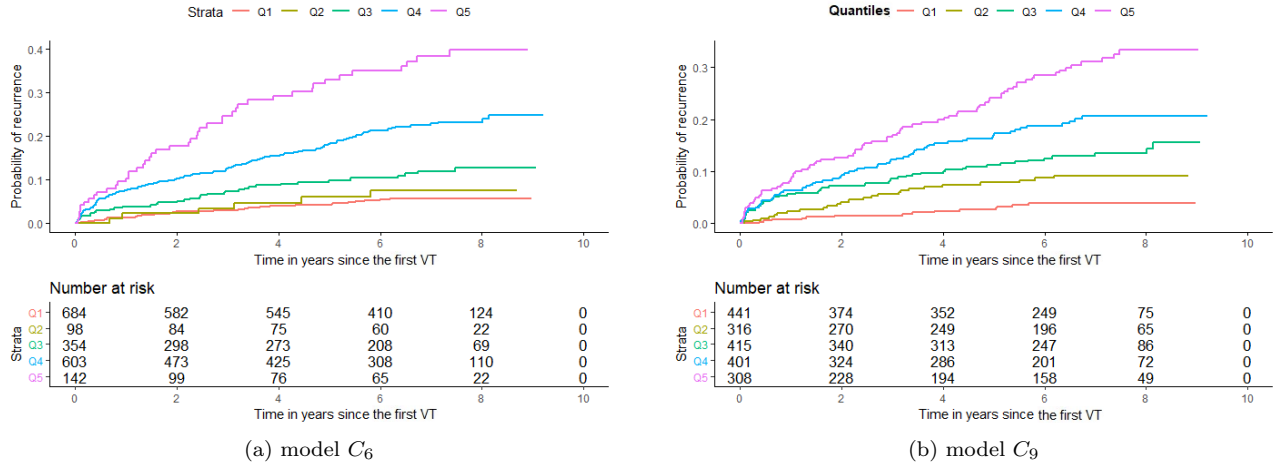 Strata Q1 Q2 Q3 Q4 Q5
Probability of recurrence
0.4
0.3
0.2
0.1
0.0
0 2 4 6 8 10
Time in years since the first VT
Number at risk
Strata
Q1 684 582 545 410 124 0
Q2 98 84 75 60 22 0
Q3 354 298 273 208 69 0
Q4 603 473 425 308 110 0
Q5 142 99 76 65 22 0
0 2 4 6 8 10
Time in years since the first VT
(a) model C6
Quantiles Q1 Q2 Q3 Q4 Q5
Probability of recurrence
0.3
0.2
0.1
0.0
0 2 4 6 8 10
Time in years since the first VT
Number at risk
Strata
Q1 441 374 352 249 75 0
Q2 316 270 249 196 65 0
Q3 415 340 313 247 86 0
Q4 401 324 286 201 72 0
Q5 308 228 194 158 49 0
0 2 4 6 8 10
Time in years since the first VT
(b) model C9